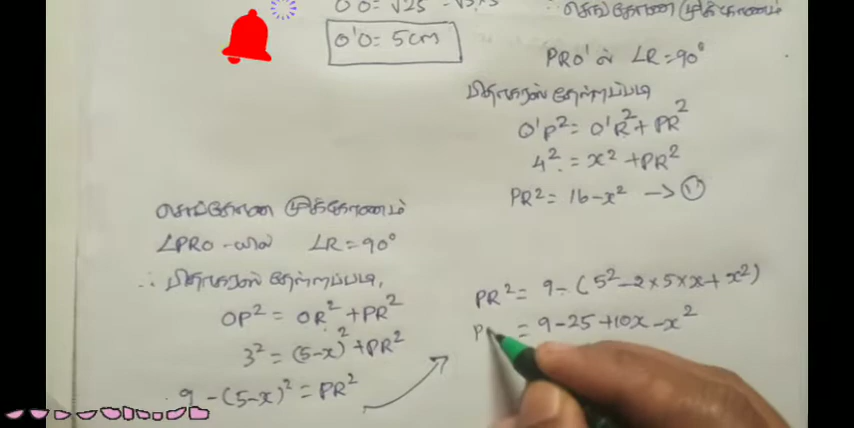 O'O = √25
O'O = 5cm
∴ செங்கோண முக்கோணம்
PRO' ல் ∠R = 90°
பிதாகரஸ் தேற்றப்படி
O'P² = O'R² + PR²
4² = x² + PR²
PR² = 16 - x² →
செங்கோண முக்கோணம்
∠PRO -யில் ∠R = 90°
∴ பிதாகரஸ் தேற்றப்படி,
OP² = OR² + PR²
3² = (5-x)² + PR²
9 - (5-x)² = PR²
PR² = 9 - (5² - 2×5×x + x²)
P = 9 - 25 + 10x - x²